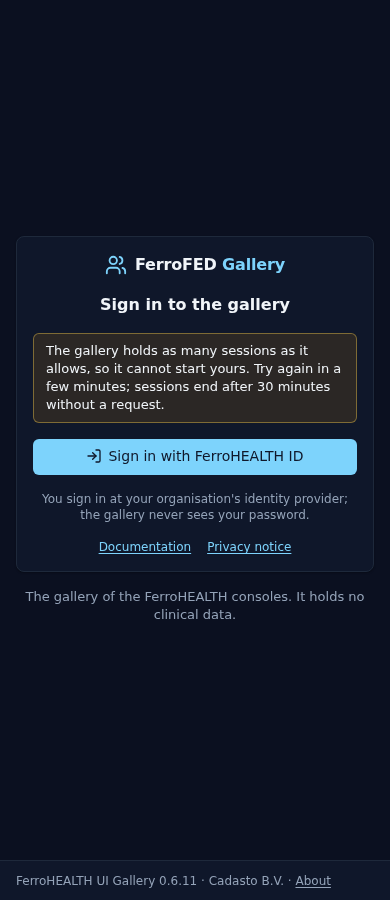 FerroFED Gallery
Sign in to the gallery
The gallery holds as many sessions as it
allows, so it cannot start yours. Try again in a
few minutes; sessions end after 30 minutes
without a request.
Sign in with FerroHEALTH ID
You sign in at your organisation's identity provider;
the gallery never sees your password.
Documentation Privacy notice
The gallery of the FerroHEALTH consoles. It holds no
clinical data.
FerroHEALTH UI Gallery 0.6.11 · Cadasto B.V. · About